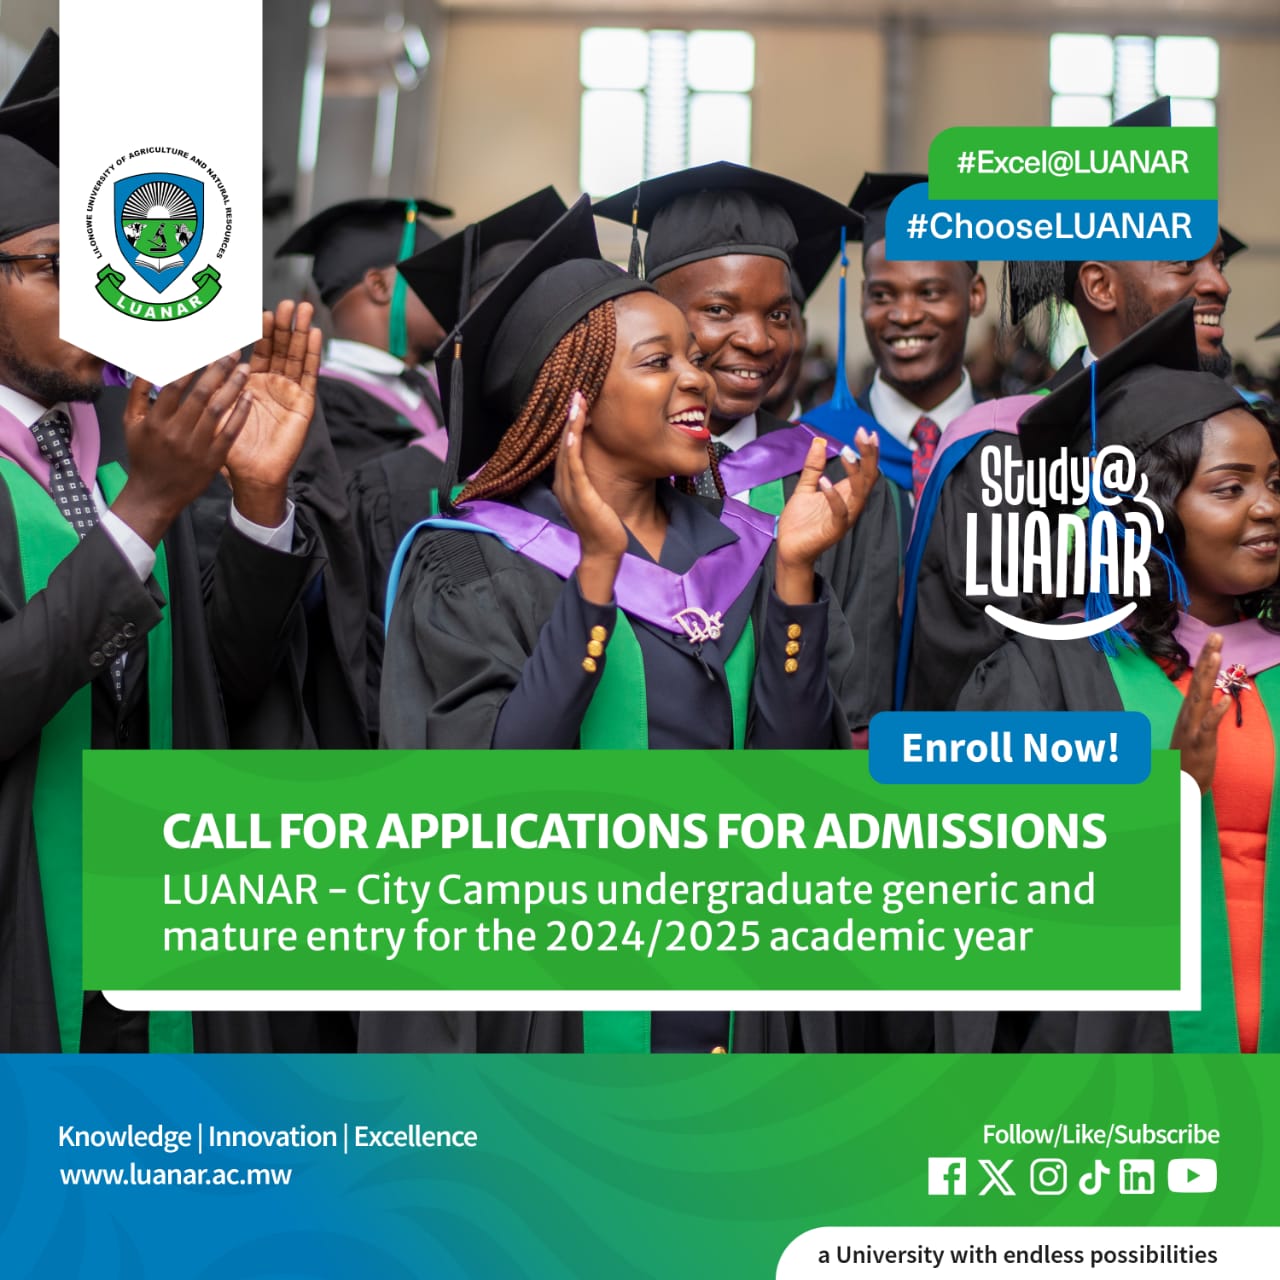 LILONGWE UNIVERSITY OF AGRICULTURE AND NATURAL RESOURCES
LUANAR
#Excel@LUANAR
#ChooseLUANAR
Study@
LUANAR
Enroll Now!
CALL FOR APPLICATIONS FOR ADMISSIONS
LUANAR – City Campus undergraduate generic and
mature entry for the 2024/2025 academic year
Knowledge | Innovation | Excellence
www.luanar.ac.mw
Follow/Like/Subscribe
a University with endless possibilities